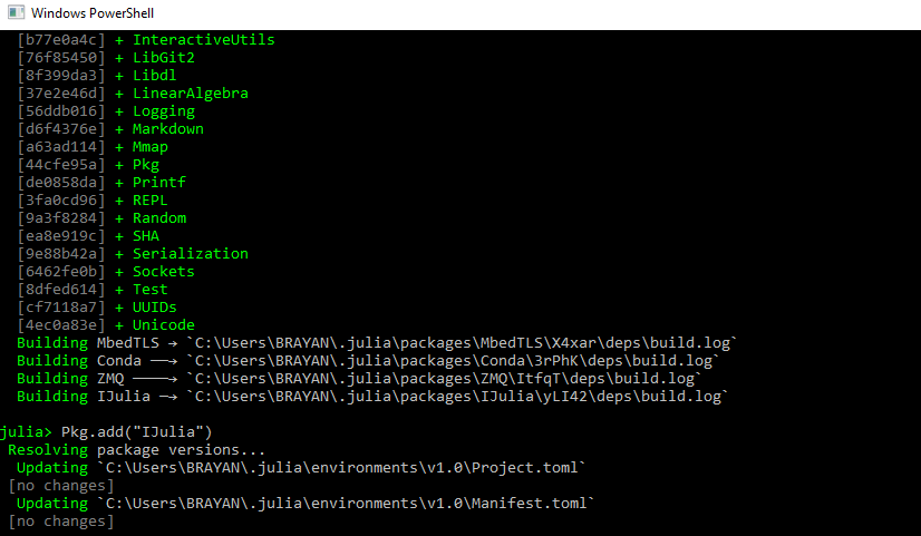 Windows PowerShell
[b77e0a4c] + InteractiveUtils
[76f85450] + LibGit2
[8f399da3] + Libdl
[37e2e46d] + LinearAlgebra
[56ddb016] + Logging
[d6f4376e] + Markdown
[a63ad114] + Mmap
[44cfe95a] + Pkg
[de0858da] + Printf
[3fa0cd96] + REPL
[9a3f8284] + Random
[ea8e919c] + SHA
[9e88b42a] + Serialization
[6462fe0b] + Sockets
[8dfed614] + Test
[cf7118a7] + UUIDs
[4ec0a83e] + Unicode
Building MbedTLS → `C:\Users\BRAYAN\.julia\packages\MbedTLS\X4xar\deps\build.log`
Building Conda ──→ `C:\Users\BRAYAN\.julia\packages\Conda\3rPhK\deps\build.log`
Building ZMQ ────→ `C:\Users\BRAYAN\.julia\packages\ZMQ\ItfqT\deps\build.log`
Building IJulia ─→ `C:\Users\BRAYAN\.julia\packages\IJulia\yLI42\deps\build.log`
julia> Pkg.add("IJulia")
Resolving package versions...
Updating `C:\Users\BRAYAN\.julia\environments\v1.0\Project.toml`
[no changes]
Updating `C:\Users\BRAYAN\.julia\environments\v1.0\Manifest.toml`
[no changes]